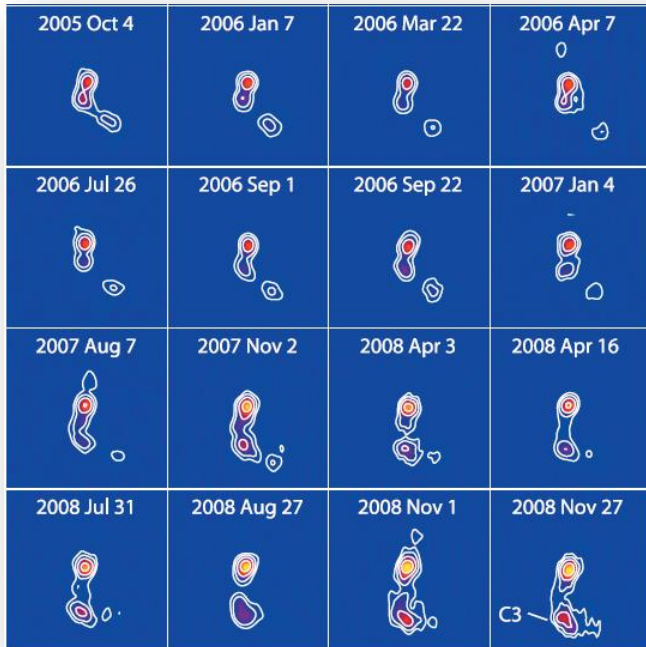 2005 Oct 4
2006 Jan 7
2006 Mar 22
2006 Apr 7
2006 Jul 26
2006 Sep 1
2006 Sep 22
2007 Jan 4
2007 Aug 7
2007 Nov 2
2008 Apr 3
2008 Apr 16
2008 Jul 31
2008 Aug 27
2008 Nov 1
2008 Nov 27
C3